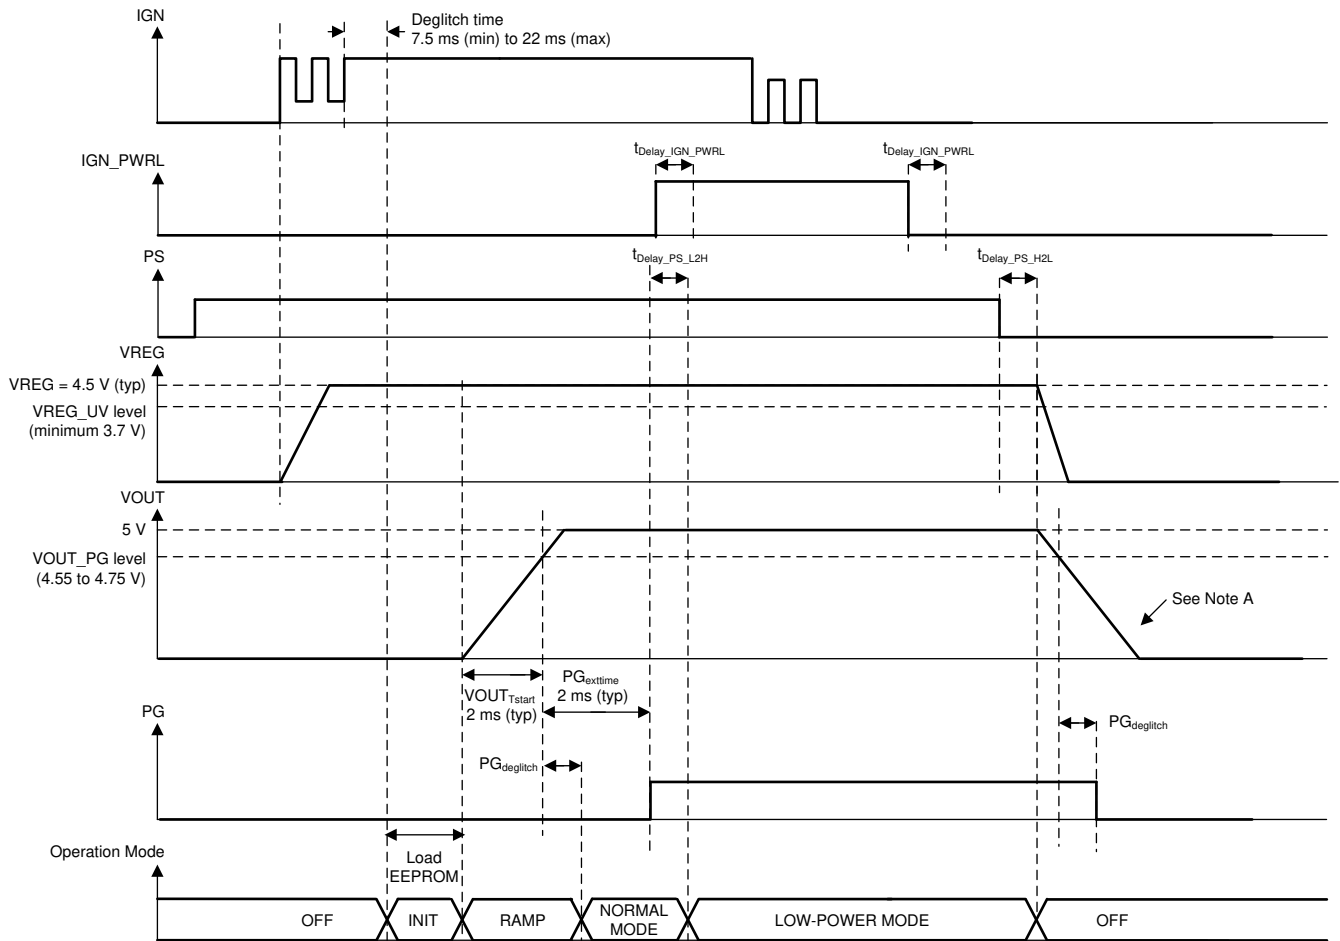 IGN
Deglitch time
7.5 ms (min) to 22 ms (max)
IGN_PWRL
tDelay_IGN_PWRL
tDelay_IGN_PWRL
PS
tDelay_PS_L2H
tDelay_PS_H2L
VREG
VREG = 4.5 V (typ)
VREG_UV level
(minimum 3.7 V)
VOUT
5 V
VOUT_PG level
(4.55 to 4.75 V)
See Note A
VOUTTstart
2 ms (typ)
PGexttime
2 ms (typ)
PG
PGdeglitch
PGdeglitch
Operation Mode
Load
EEPROM
OFF
INIT
RAMP
NORMAL
MODE
LOW-POWER MODE
OFF